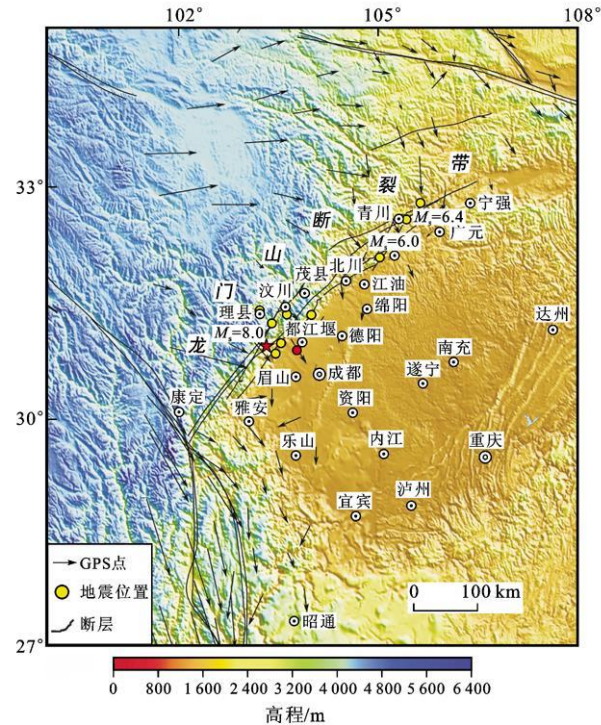 102°
105°
108°
33°
30°
27°
龙
门
山
断
裂
带
青川
宁强
Ms=6.4
广元
Ms=6.0
北川
茂县
江油
汶川
绵阳
理县
Ms=8.0
都江堰
德阳
达州
南充
眉山
成都
遂宁
康定
雅安
资阳
乐山
内江
重庆
宜宾
泸州
昭通
GPS点
地震位置
断层
0 100 km
0 800 1 600 2 400 3 200 4 000 4 800 5 600 6 400
高程/m